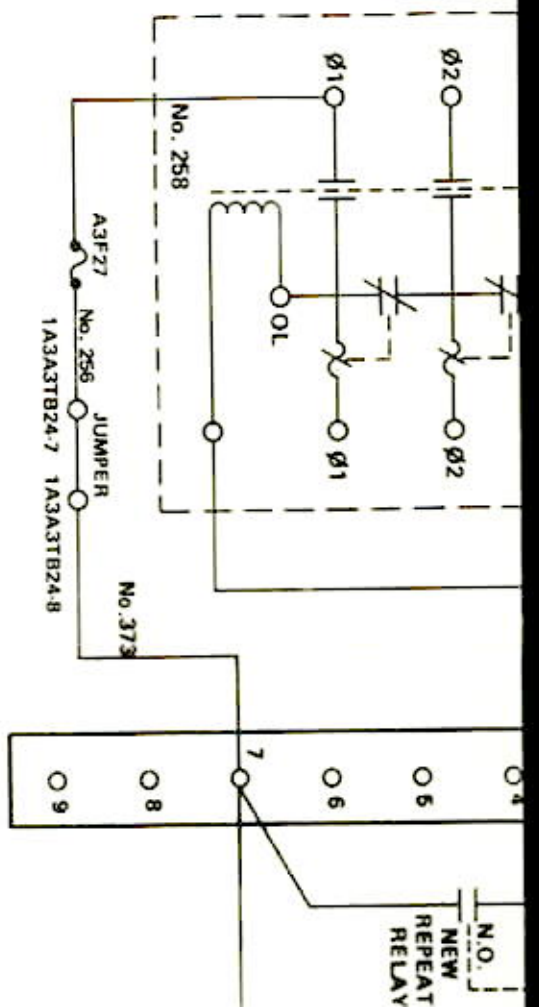 Ø1
Ø2
No. 258
A3F27
No. 256
1A3A3TB24-7
JUMPER
1A3A3TB24-8
OL
Ø1
Ø2
No.373
7
9
8
6
5
4
N.O.
NEW
REPEAT
RELAY